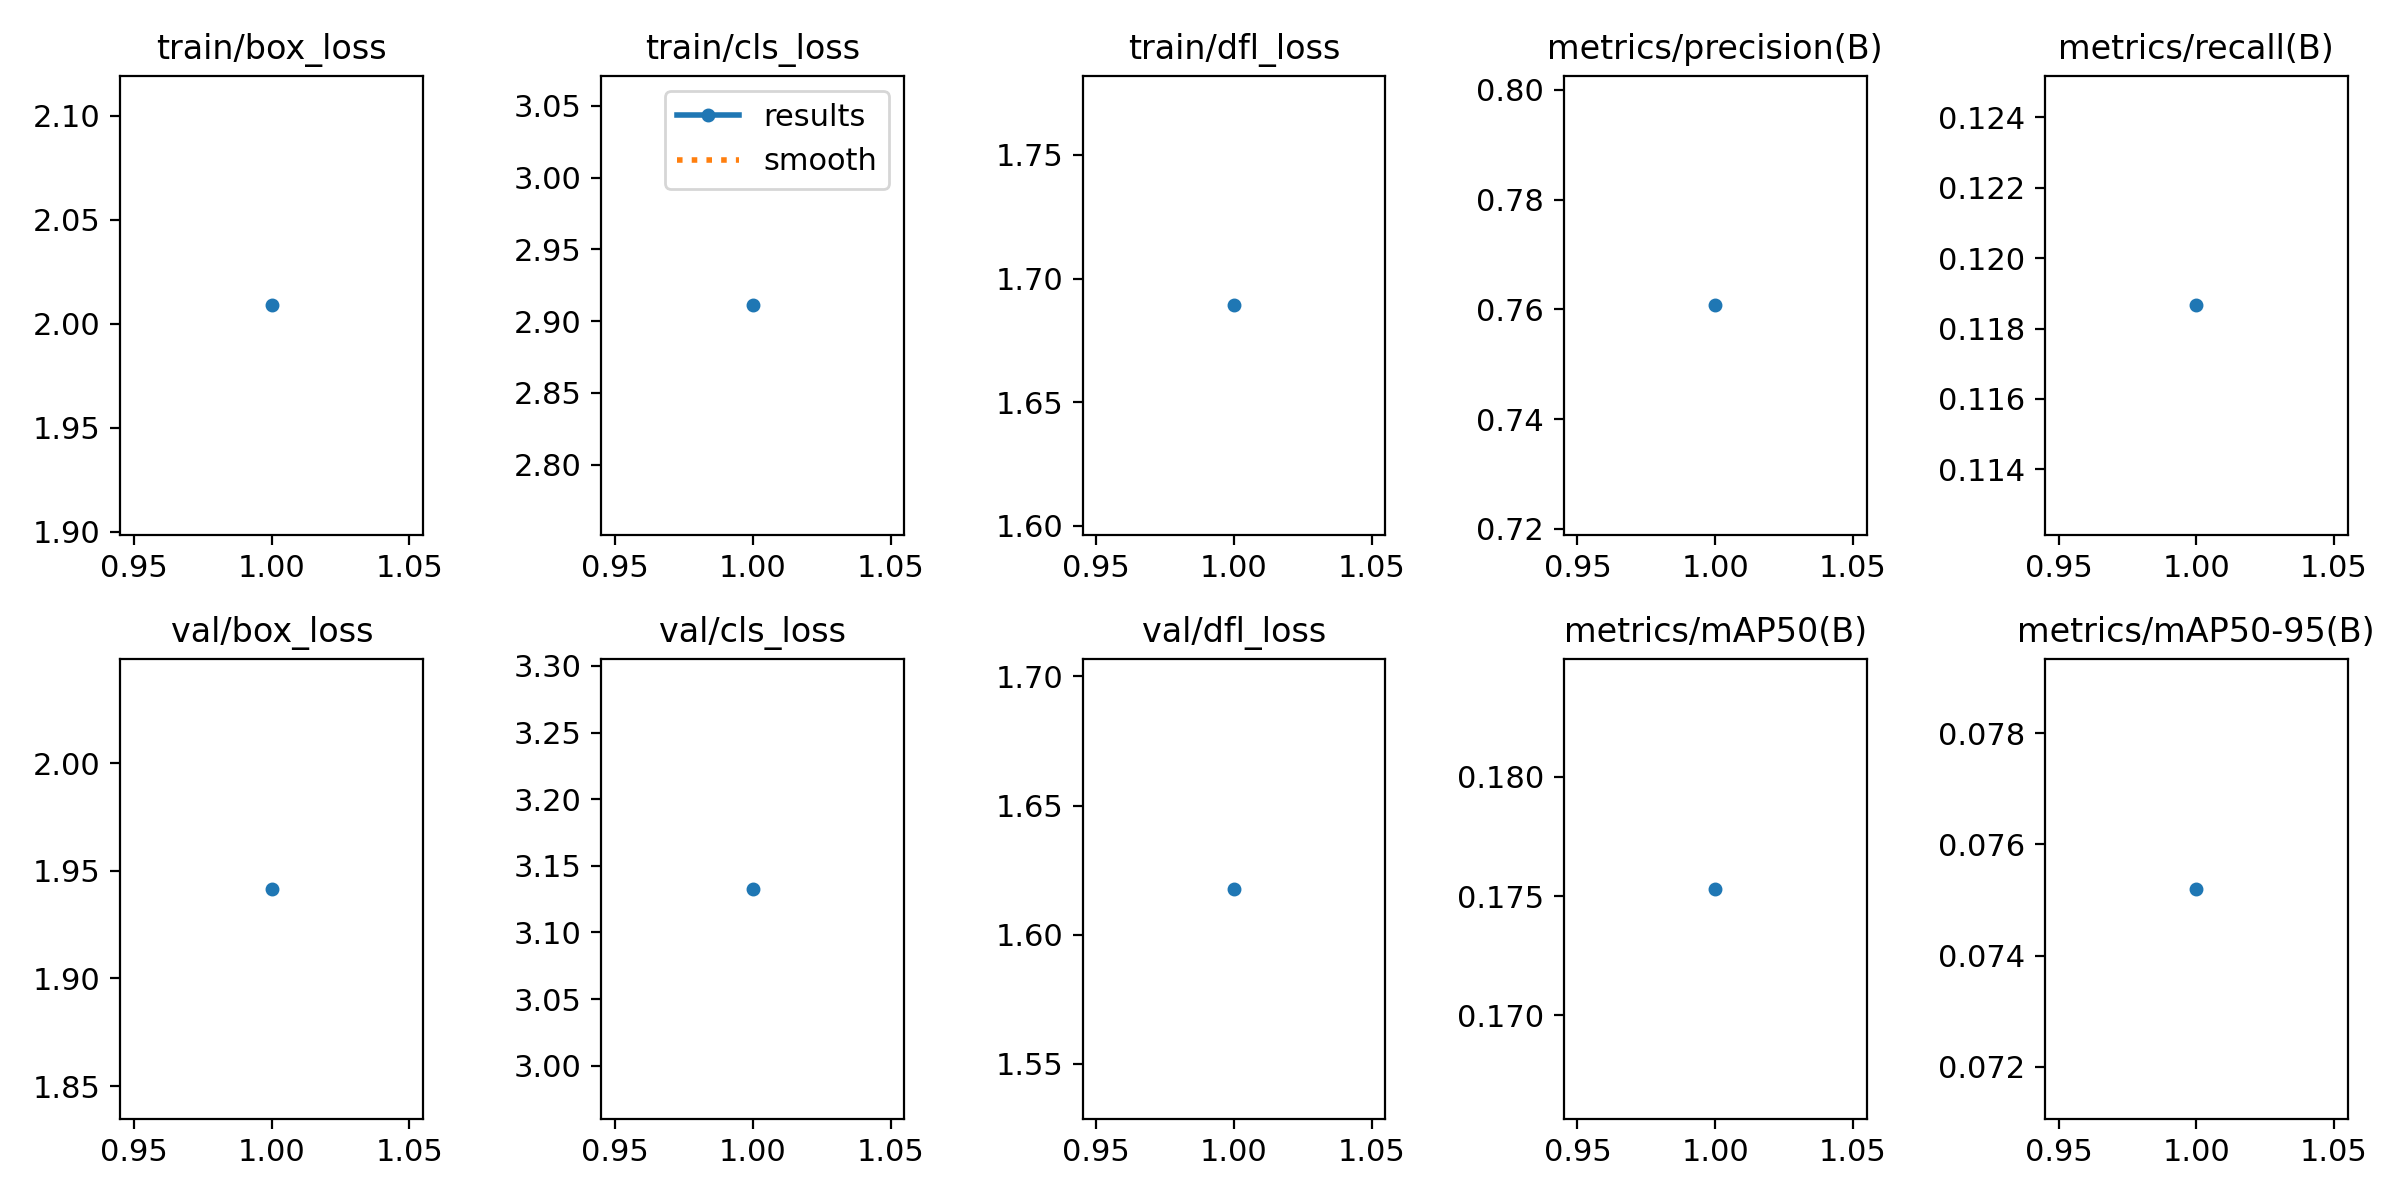 train/box_loss
2.10
2.05
2.00
1.95
1.90
0.95 1.00 1.05
train/cls_loss
results
smooth
3.05
3.00
2.95
2.90
2.85
2.80
0.95 1.00 1.05
train/dfl_loss
1.75
1.70
1.65
1.60
0.95 1.00 1.05
metrics/precision(B)
0.80
0.78
0.76
0.74
0.72
0.95 1.00 1.05
metrics/recall(B)
0.124
0.122
0.120
0.118
0.116
0.114
0.95 1.00 1.05
val/box_loss
2.00
1.95
1.90
1.85
0.95 1.00 1.05
val/cls_loss
3.30
3.25
3.20
3.15
3.10
3.05
3.00
0.95 1.00 1.05
val/dfl_loss
1.70
1.65
1.60
1.55
0.95 1.00 1.05
metrics/mAP50(B)
0.180
0.175
0.170
0.95 1.00 1.05
metrics/mAP50-95(B)
0.078
0.076
0.074
0.072
0.95 1.00 1.05